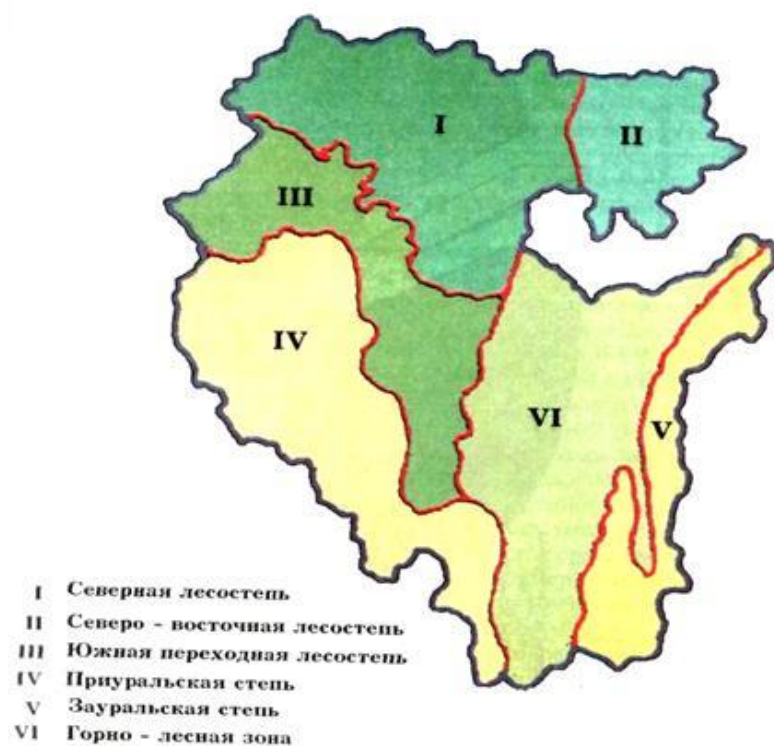 I
II
III
IV
VI
V
I Северная лесостепь
II Северо - восточная лесостепь
III Южная переходная лесостепь
IV Приуральская степь
V Зауральская степь
VI Горно - лесная зона